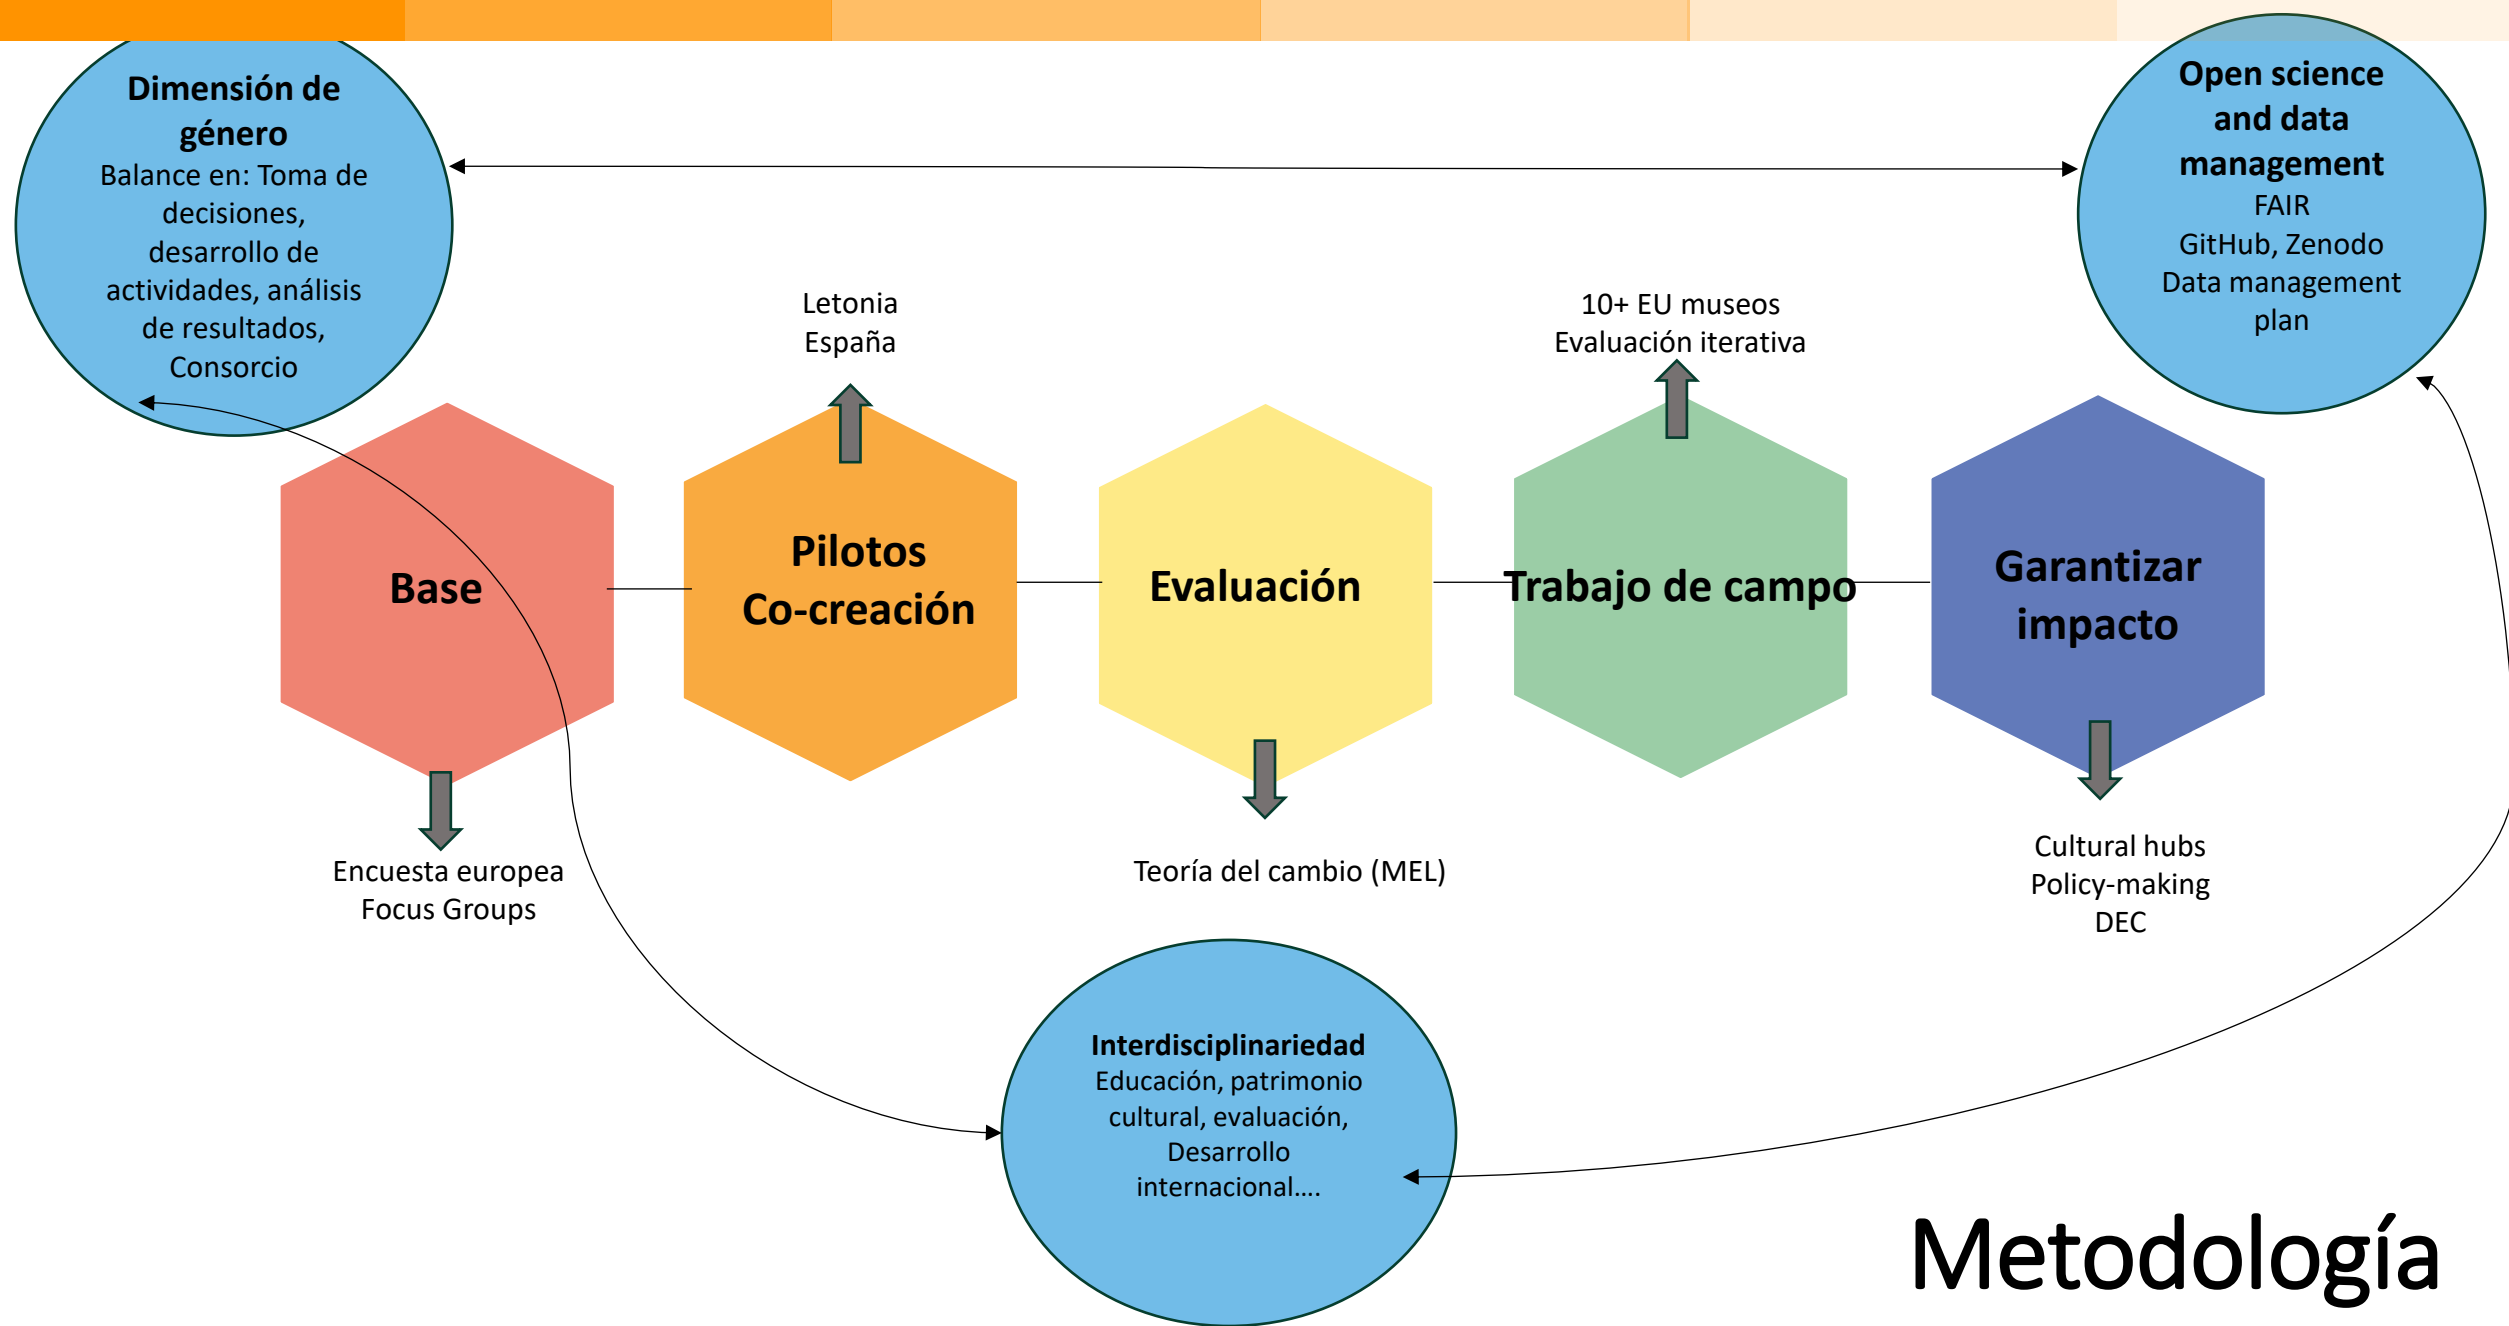 Dimensión de
género
Balance en: Toma de
decisiones,
desarrollo de
actividades, análisis
de resultados,
Consorcio
Open science
and data
management
FAIR
GitHub, Zenodo
Data management
plan
Letonia
España
10+ EU museos
Evaluación iterativa
Base
Pilotos
Co-creación
Evaluación
Trabajo de campo
Garantizar
impacto
Encuesta europea
Focus Groups
Teoría del cambio (MEL)
Cultural hubs
Policy-making
DEC
Interdisciplinariedad
Educación, patrimonio
cultural, evaluación,
Desarrollo
internacional....
Metodología